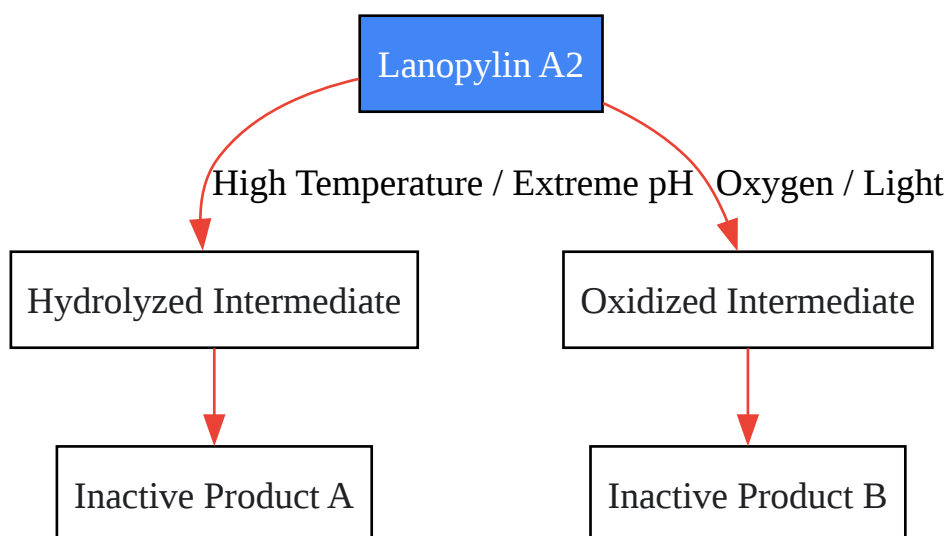 Lanopylin A2
High Temperature / Extreme pH
Oxygen / Light
Hydrolyzed Intermediate
Oxidized Intermediate
Inactive Product A
Inactive Product B